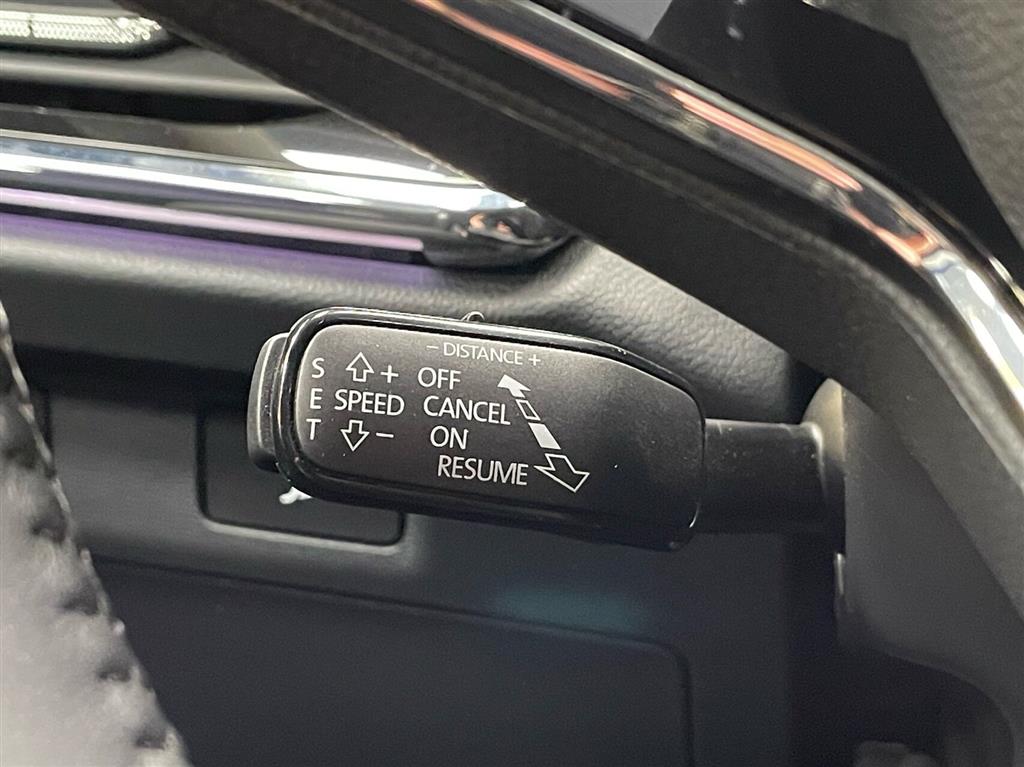 − DISTANCE +
S + OFF
E SPEED CANCEL
T − ON
RESUME